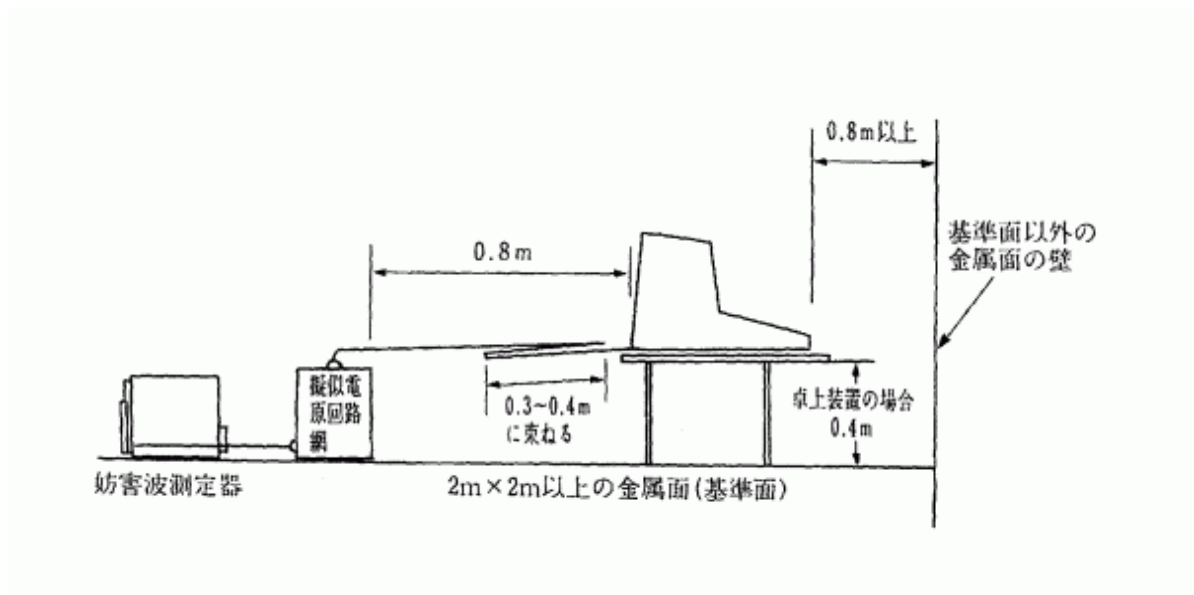 0.8m以上
基準面以外の
金属面の壁
0.8m
擬似電
原回路
網
0.3~0.4m
に束ねる
卓上装置の場合
0.4m
妨害波測定器
2m×2m以上の金属面(基準面)